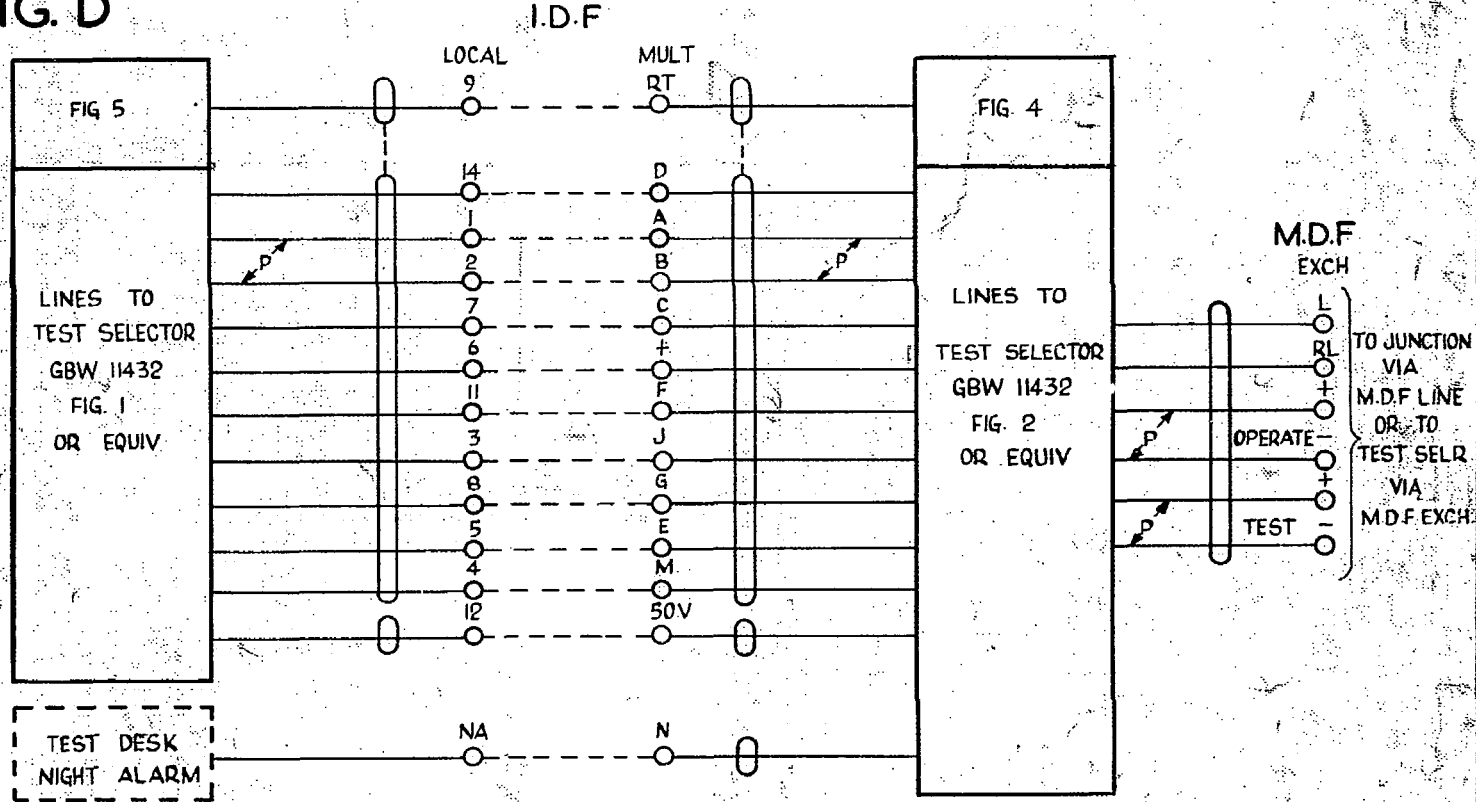 FIG. D
I.D.F
LOCAL
MULT
9
RT
FIG 5
FIG. 4
14
D
1
A
P
P
2
B
LINES TO
TEST SELECTOR
GBW 11432
FIG. 1
OR EQUIV
7
C
6
+
11
F
3
J
8
G
5
E
4
M
12
50V
LINES TO
TEST SELECTOR
GBW 11432
FIG. 2
OR EQUIV
M.D.F
EXCH
L
RL
+
P
OPERATE -
+
P
TEST -
TO JUNCTION
VIA
M.D.F LINE
OR TO
TEST SELR
VIA
M.D.F EXCH
TEST DESK
NIGHT ALARM
NA
N